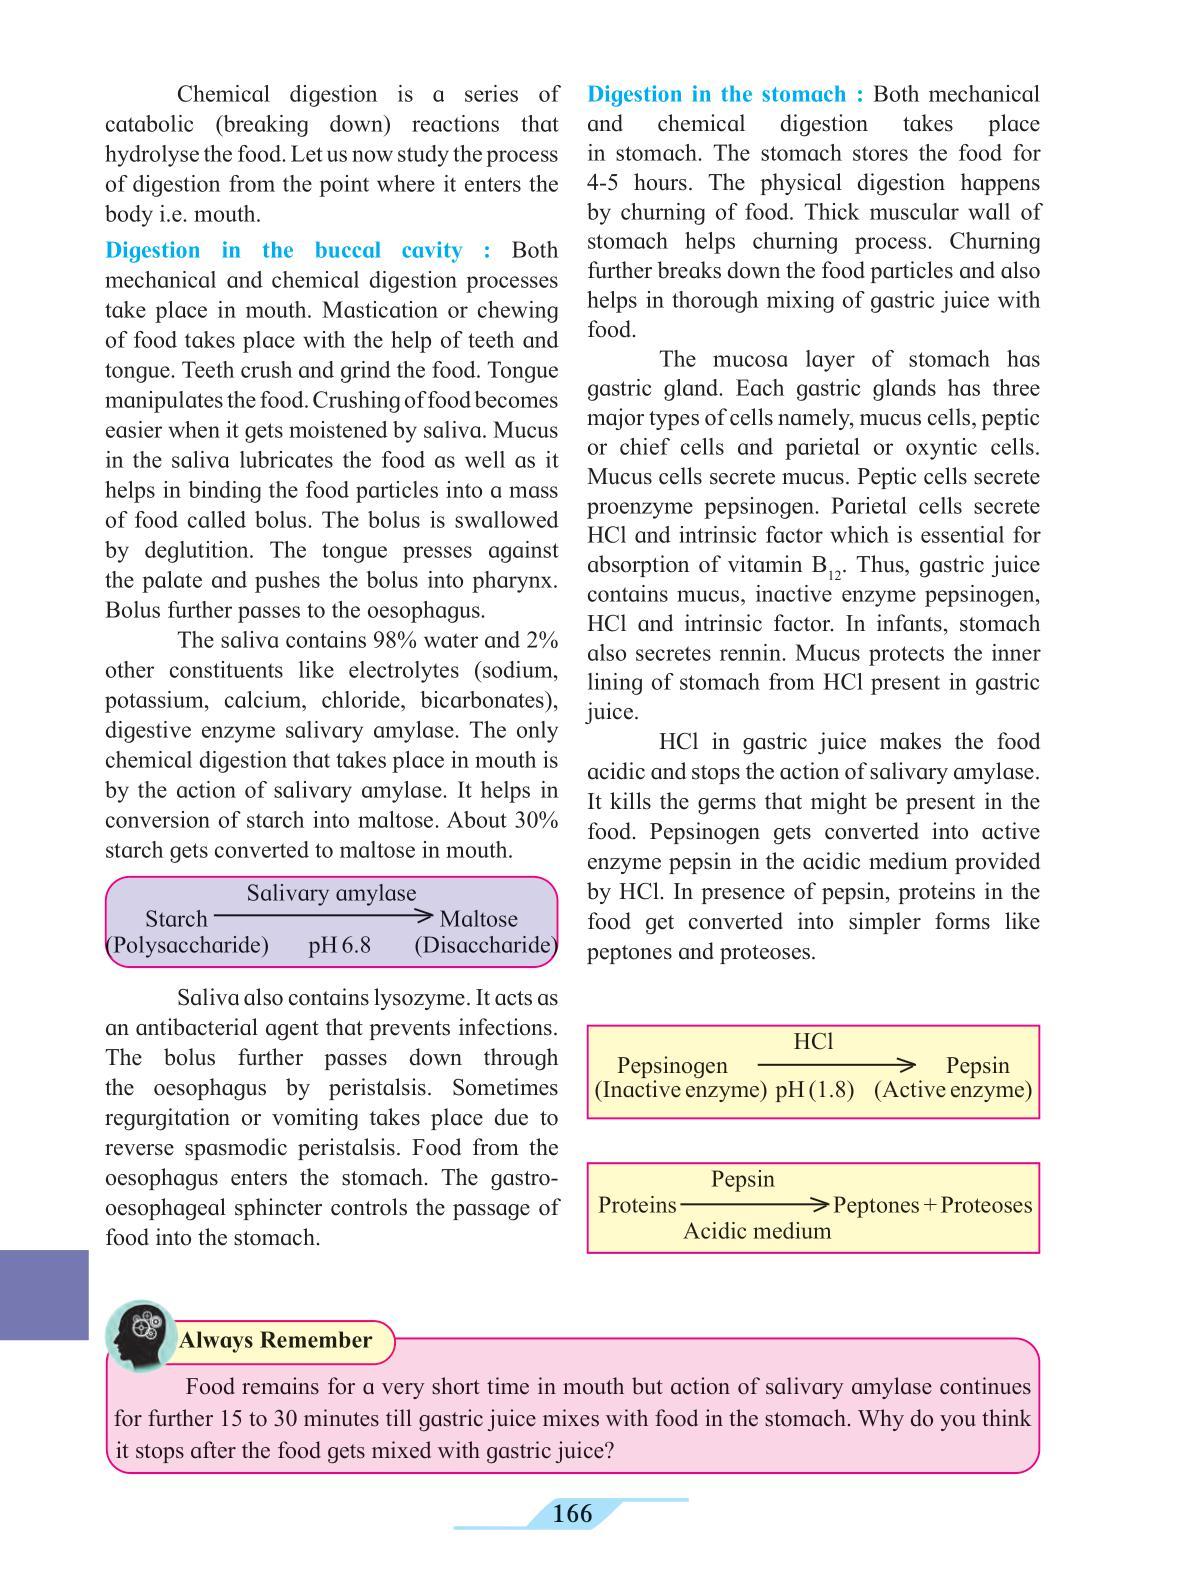 Chemical digestion is a series of
catabolic (breaking down) reactions that
hydrolyse the food. Let us now study the process
of digestion from the point where it enters the
body i.e. mouth.
Digestion in the buccal cavity : Both
mechanical and chemical digestion processes
take place in mouth. Mastication or chewing
of food takes place with the help of teeth and
tongue. Teeth crush and grind the food. Tongue
manipulates the food. Crushing of food becomes
easier when it gets moistened by saliva. Mucus
in the saliva lubricates the food as well as it
helps in binding the food particles into a mass
of food called bolus. The bolus is swallowed
by deglutition. The tongue presses against
the palate and pushes the bolus into pharynx.
Bolus further passes to the oesophagus.
The saliva contains 98% water and 2%
other constituents like electrolytes (sodium,
potassium, calcium, chloride, bicarbonates),
digestive enzyme salivary amylase. The only
chemical digestion that takes place in mouth is
by the action of salivary amylase. It helps in
conversion of starch into maltose. About 30%
starch gets converted to maltose in mouth.
Salivary amylase
Starch → Maltose
(Polysaccharide) pH 6.8 (Disaccharide)
Saliva also contains lysozyme. It acts as
an antibacterial agent that prevents infections.
The bolus further passes down through
the oesophagus by peristalsis. Sometimes
regurgitation or vomiting takes place due to
reverse spasmodic peristalsis. Food from the
oesophagus enters the stomach. The gastro-
oesophageal sphincter controls the passage of
food into the stomach.
Digestion in the stomach : Both mechanical
and chemical digestion takes place
in stomach. The stomach stores the food for
4-5 hours. The physical digestion happens
by churning of food. Thick muscular wall of
stomach helps churning process. Churning
further breaks down the food particles and also
helps in thorough mixing of gastric juice with
food.
The mucosa layer of stomach has
gastric gland. Each gastric glands has three
major types of cells namely, mucus cells, peptic
or chief cells and parietal or oxyntic cells.
Mucus cells secrete mucus. Peptic cells secrete
proenzyme pepsinogen. Parietal cells secrete
HCl and intrinsic factor which is essential for
absorption of vitamin B12. Thus, gastric juice
contains mucus, inactive enzyme pepsinogen,
HCl and intrinsic factor. In infants, stomach
also secretes rennin. Mucus protects the inner
lining of stomach from HCl present in gastric
juice.
HCl in gastric juice makes the food
acidic and stops the action of salivary amylase.
It kills the germs that might be present in the
food. Pepsinogen gets converted into active
enzyme pepsin in the acidic medium provided
by HCl. In presence of pepsin, proteins in the
food get converted into simpler forms like
peptones and proteoses.
HCl
Pepsinogen → Pepsin
(Inactive enzyme) pH (1.8) (Active enzyme)
Pepsin
Proteins → Peptones + Proteoses
Acidic medium
Always Remember
Food remains for a very short time in mouth but action of salivary amylase continues
for further 15 to 30 minutes till gastric juice mixes with food in the stomach. Why do you think
it stops after the food gets mixed with gastric juice?
166